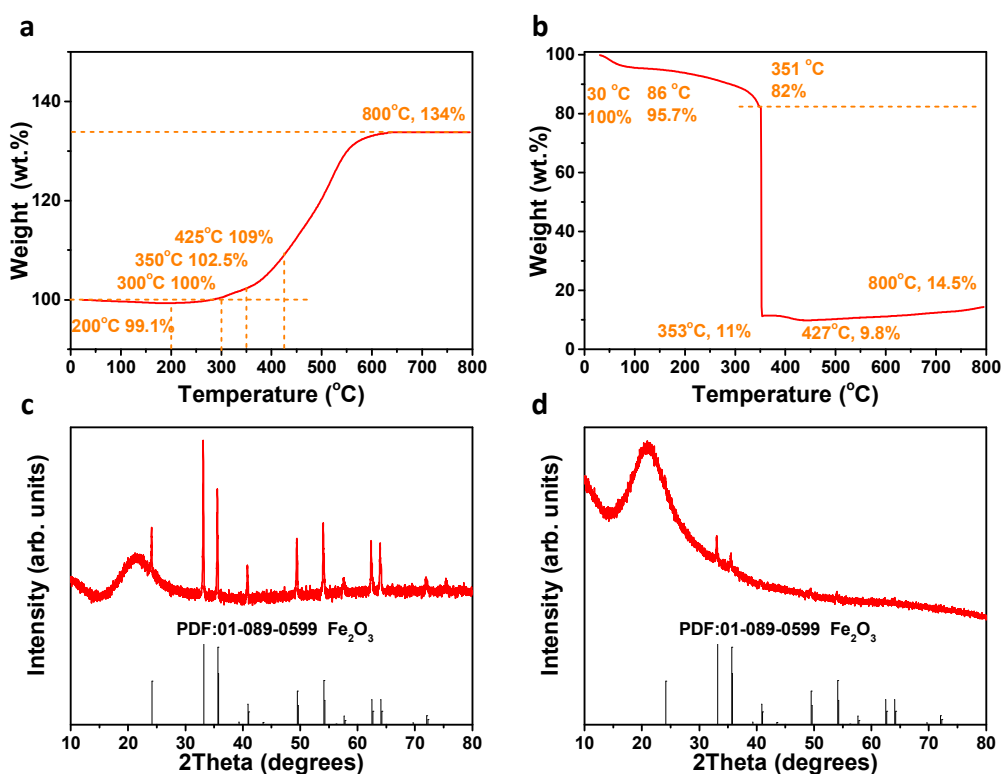 a
140
120
100
Weight (wt.%)
800°C, 134%
425°C 109%
350°C 102.5%
300°C 100%
200°C 99.1%
0 100 200 300 400 500 600 700 800
Temperature (°C)
b
100
80
60
40
20
0
Weight (wt.%)
351 °C
82%
30 °C
100%
86 °C
95.7%
800°C, 14.5%
353°C, 11%
427°C, 9.8%
0 100 200 300 400 500 600 700 800
Temperature (°C)
c
Intensity (arb. units)
PDF:01-089-0599 Fe₂O₃
10 20 30 40 50 60 70 80
2Theta (degrees)
d
Intensity (arb. units)
PDF:01-089-0599 Fe₂O₃
10 20 30 40 50 60 70 80
2Theta (degrees)